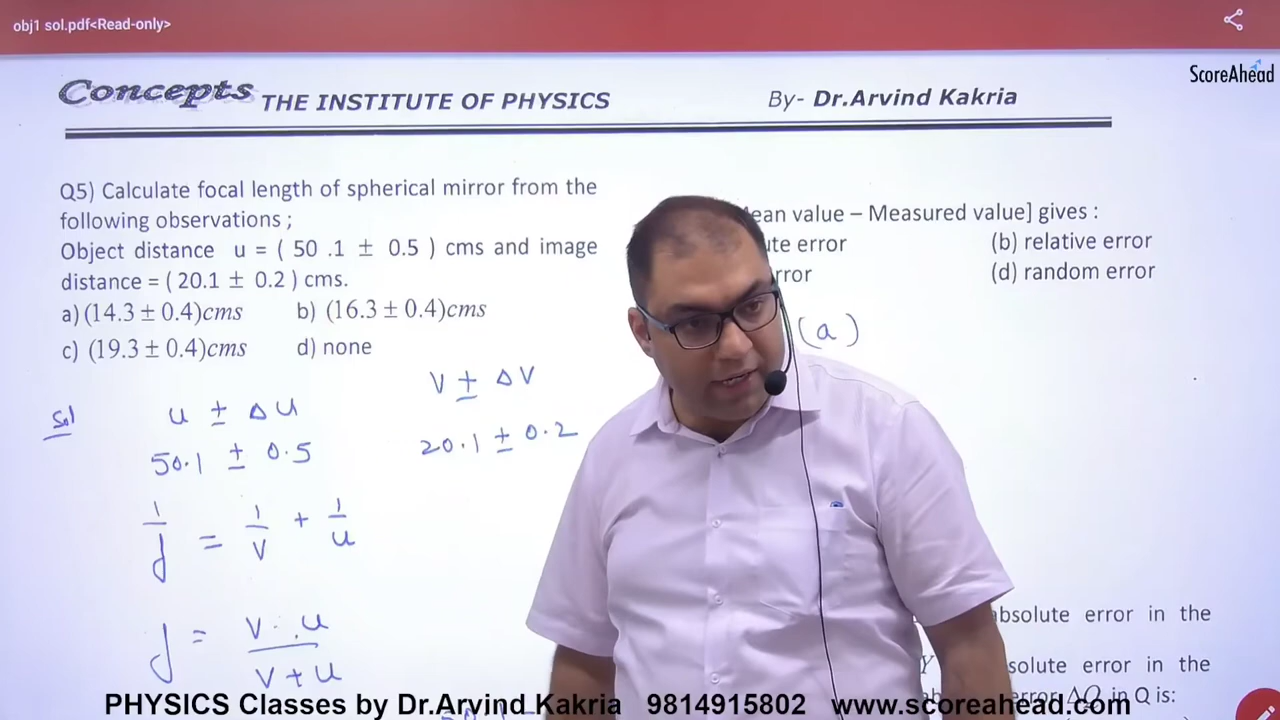 obj1 sol.pdf<Read-only>
ScoreAhead
Concepts THE INSTITUTE OF PHYSICS By- Dr.Arvind Kakria
Q5) Calculate focal length of spherical mirror from the
following observations ;
Object distance u = ( 50 .1 ± 0.5 ) cms and image
distance = ( 20.1 ± 0.2 ) cms.
a) (14.3 ± 0.4)cms b) (16.3 ± 0.4)cms
c) (19.3 ± 0.4)cms d) none
Sol u ± Δu V ± ΔV
50.1 ± 0.5 20.1 ± 0.2
1/f = 1/v + 1/u
f = v . u / v + u
value – Measured value] gives :
error (b) relative error
(d) random error
(a)
absolute error in the
error in the
error ΔQ in Q is:
PHYSICS Classes by Dr.Arvind Kakria 9814915802 www.scoreahead.com